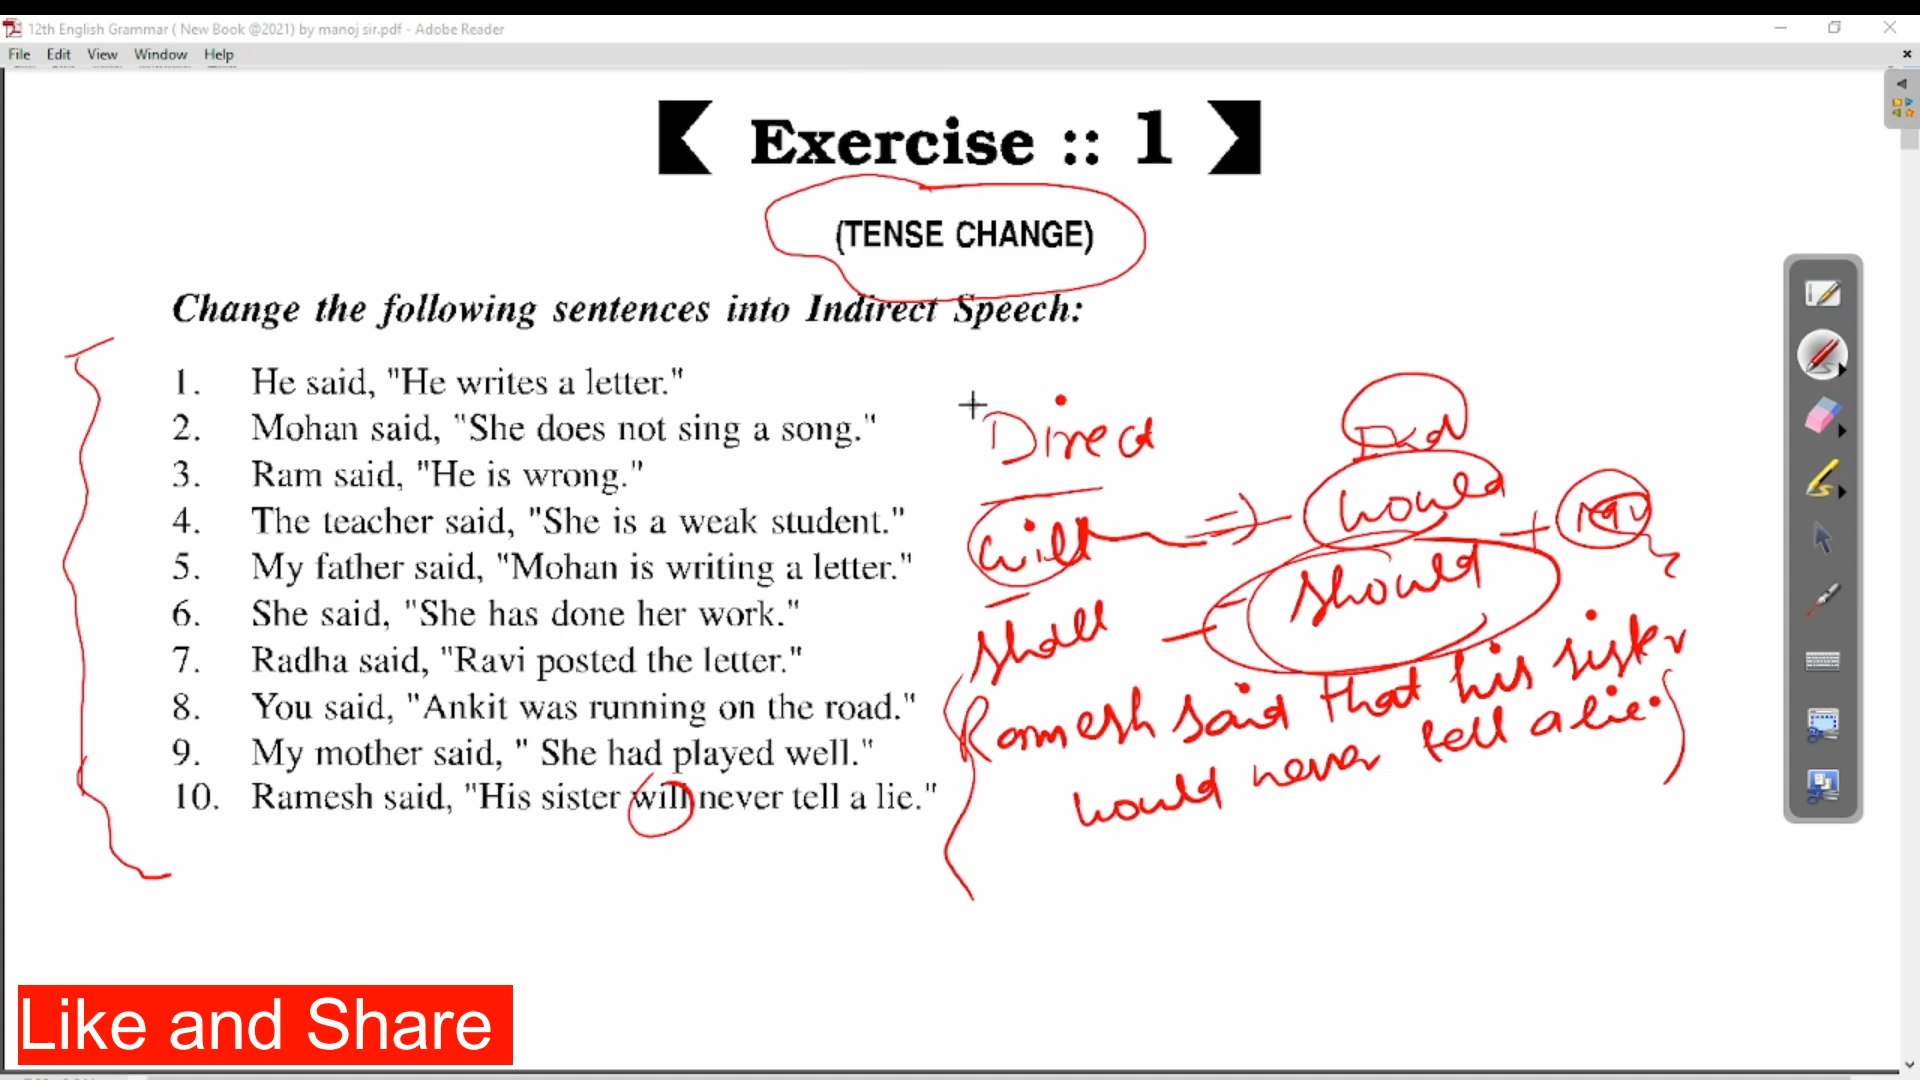 12th English Grammar ( New Book @2021) by manoj sir.pdf - Adobe Reader
File Edit View Window Help
Exercise :: 1
(TENSE CHANGE)
Change the following sentences into Indirect Speech:
1. He said, "He writes a letter."
2. Mohan said, "She does not sing a song."
3. Ram said, "He is wrong."
4. The teacher said, "She is a weak student."
5. My father said, "Mohan is writing a letter."
6. She said, "She has done her work."
7. Radha said, "Ravi posted the letter."
8. You said, "Ankit was running on the road."
9. My mother said, " She had played well."
10. Ramesh said, "His sister will never tell a lie."
Direct
will => would +
shall - should
Ramesh said that his sister
would never tell a lie.
Like and Share